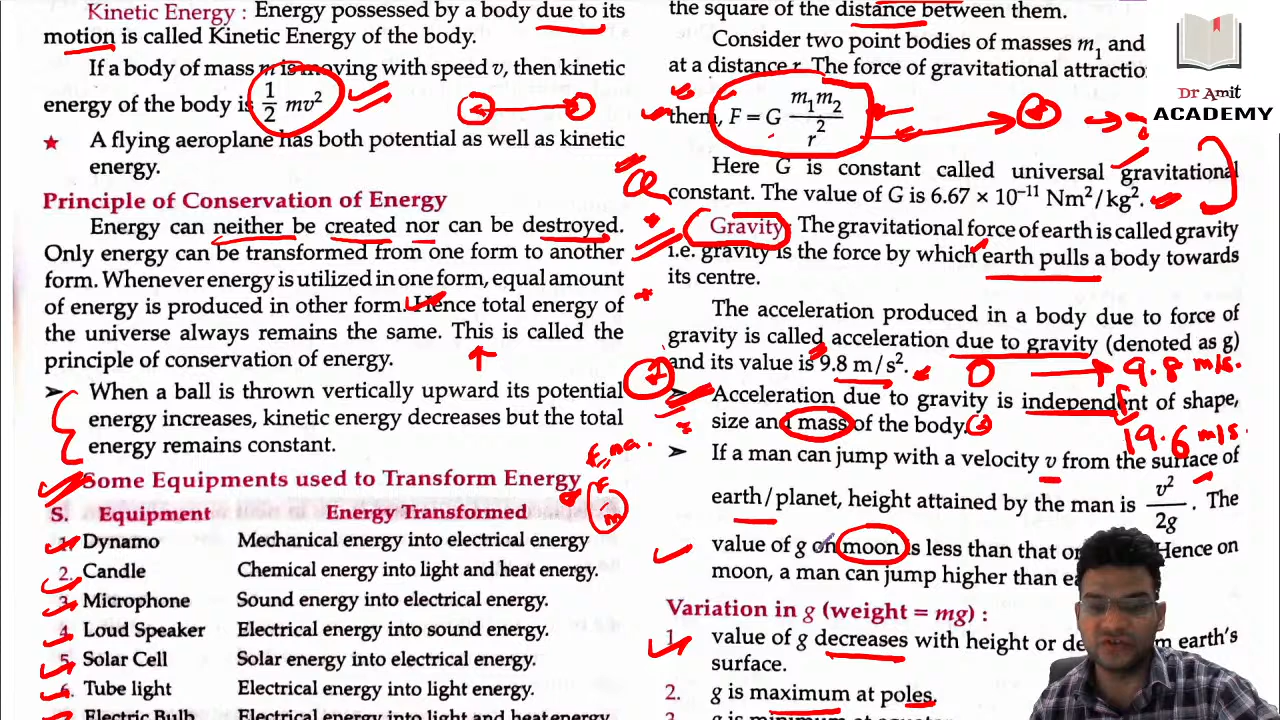 Kinetic Energy : Energy possessed by a body due to its
motion is called Kinetic Energy of the body.
If a body of mass m is moving with speed v, then kinetic
energy of the body is 1/2 mv²
★ A flying aeroplane has both potential as well as kinetic
energy.
Principle of Conservation of Energy
Energy can neither be created nor can be destroyed.
Only energy can be transformed from one form to another
form. Whenever energy is utilized in one form, equal amount
of energy is produced in other form. Hence total energy of
the universe always remains the same. This is called the
principle of conservation of energy.
➤ When a ball is thrown vertically upward its potential
energy increases, kinetic energy decreases but the total
energy remains constant.
Some Equipments used to Transform Energy
S. Equipment Energy Transformed
1. Dynamo Mechanical energy into electrical energy
2. Candle Chemical energy into light and heat energy.
3. Microphone Sound energy into electrical energy.
4. Loud Speaker Electrical energy into sound energy.
5. Solar Cell Solar energy into electrical energy.
6. Tube light Electrical energy into light energy.
Electric Bulb Electrical energy into light and heat energy.
the square of the distance between them.
Consider two point bodies of masses m₁ and
at a distance r. The force of gravitational
them, F = G m₁m₂/r²
Here G is constant called universal gravitational
constant. The value of G is 6.67 × 10⁻¹¹ Nm²/kg².
Gravity : The gravitational force of earth is called gravity
i.e. gravity is the force by which earth pulls a body towards
its centre.
The acceleration produced in a body due to force of
gravity is called acceleration due to gravity (denoted as g)
and its value is 9.8 m/s².
9.8 m/s.
➤ Acceleration due to gravity is independent of shape,
size and mass of the body.
19.6 m/s.
➤ If a man can jump with a velocity v from the surface of
earth/planet, height attained by the man is v²/2g. The
value of g on moon is less than that Hence on
moon, a man can jump higher than
Variation in g (weight = mg) :
1. value of g decreases with height or earth's
surface.
2. g is maximum at poles.
g is minimum at
Dr Amit
ACADEMY